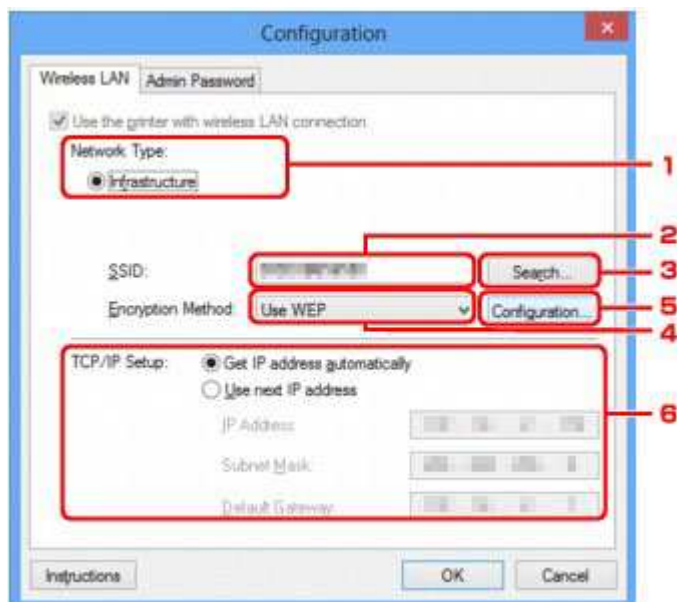 Configuration
Wireless LAN Admin Password
Use the printer with wireless LAN connection
Network Type:
Infrastructure
1
2
SSID:
Search...
3
Encryption Method: Use WEP
Configuration...
5
4
TCP/IP Setup: Get IP address automatically
Use next IP address
IP Address:
6
Subnet Mask:
Default Gateway:
Instructions OK Cancel